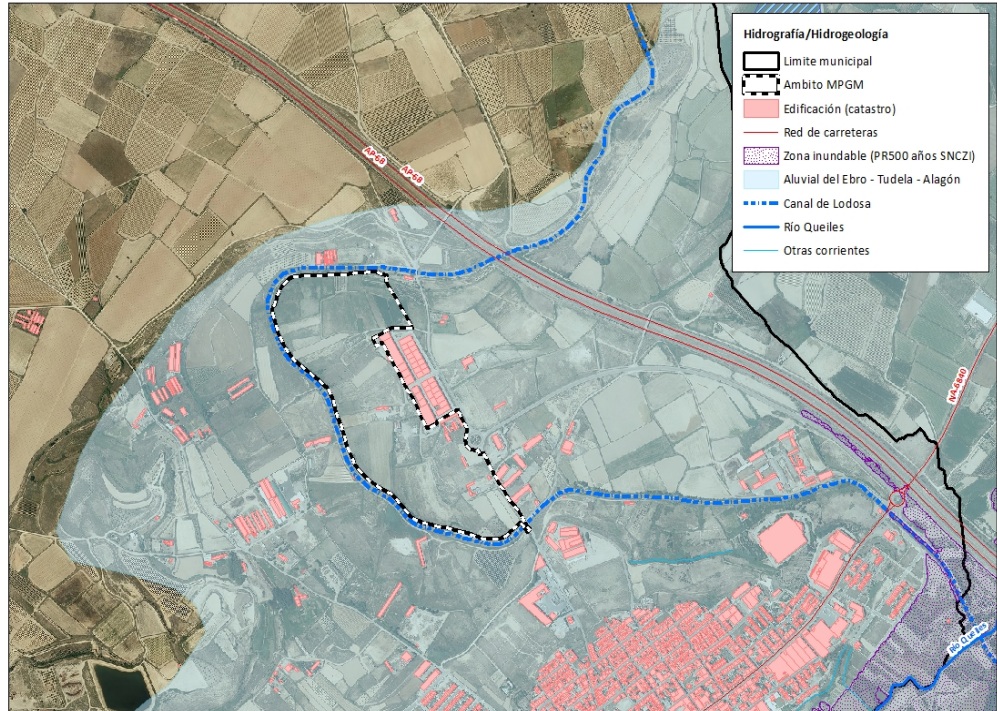 Hidrografía/Hidrogeología
Limite municipal
Ambito MPGM
Edificación (catastro)
Red de carreteras
Zona inundable (PR500 años SNCZI)
Aluvial del Ebro - Tudela - Alagón
Canal de Lodosa
Río Queiles
Otras corrientes
AP-68 AP-68
NA-6840
Río Queiles